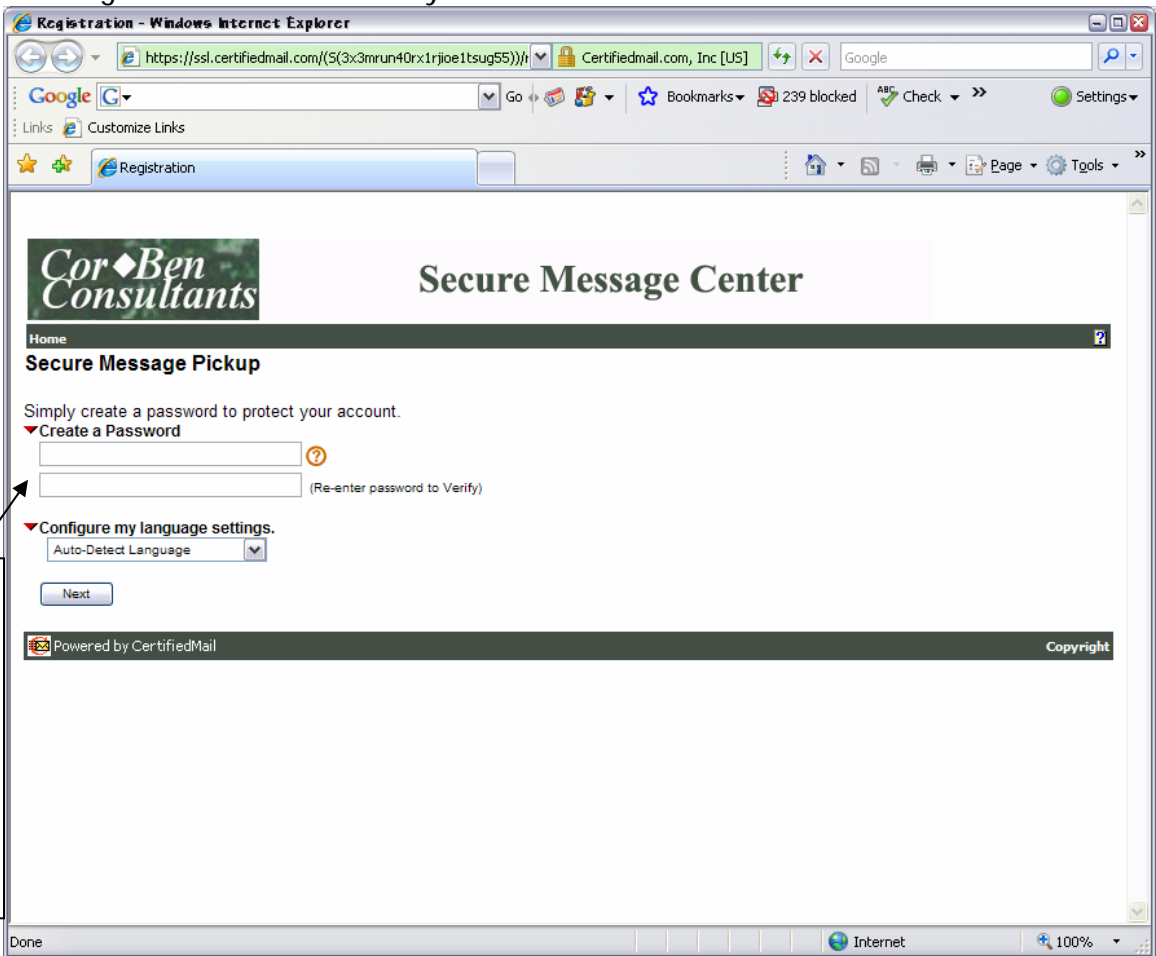 Registration - Windows Internet Explorer
https://ssl.certifiedmail.com/(S(3x3mrun40rx1rjioe1tsug55))/r Certifiedmail.com, Inc [US] Google
Google G Go Bookmarks 239 blocked ABC Check >> Settings
Links Customize Links
Registration Page Tools >>
Cor◆Ben
Consultants
Secure Message Center
Home ?
Secure Message Pickup
Simply create a password to protect your account.
Create a Password
?
(Re-enter password to Verify)
Configure my language settings.
Auto-Detect Language
Next
Powered by CertifiedMail Copyright
Done Internet 100%